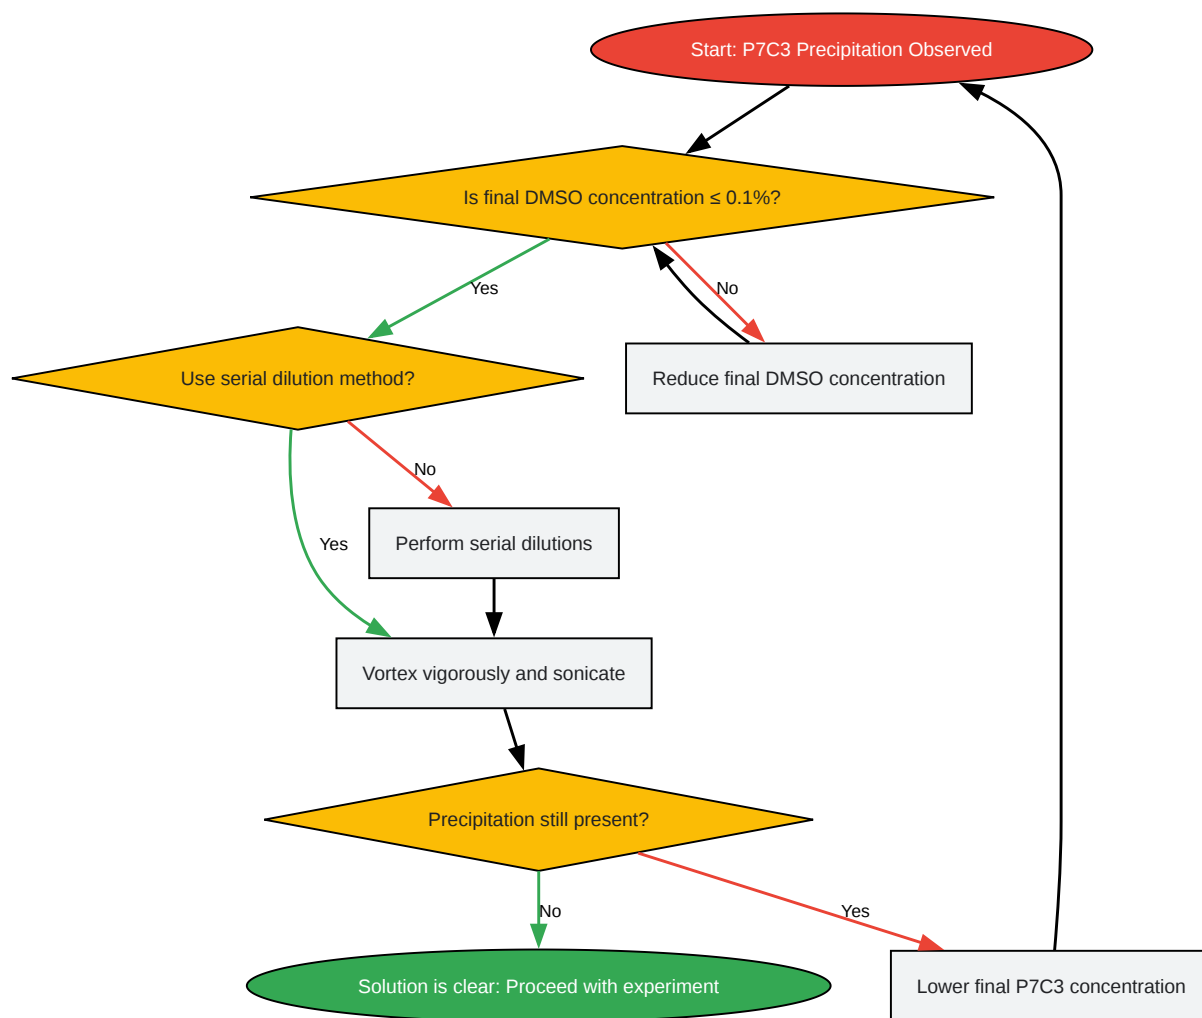 Start: P7C3 Precipitation Observed
Is final DMSO concentration ≤ 0.1%?
Yes
No
Use serial dilution method?
Reduce final DMSO concentration
No
Yes
Perform serial dilutions
Vortex vigorously and sonicate
Precipitation still present?
No
Yes
Solution is clear: Proceed with experiment
Lower final P7C3 concentration